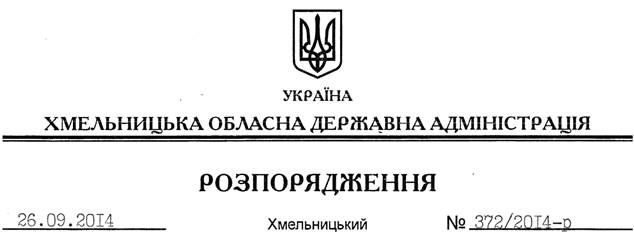 УКРАЇНА
ХМЕЛЬНИЦЬКА ОБЛАСНА ДЕРЖАВНА АДМІНІСТРАЦІЯ
РОЗПОРЯДЖЕННЯ
26.09.2014 Хмельницький № 372/2014-р